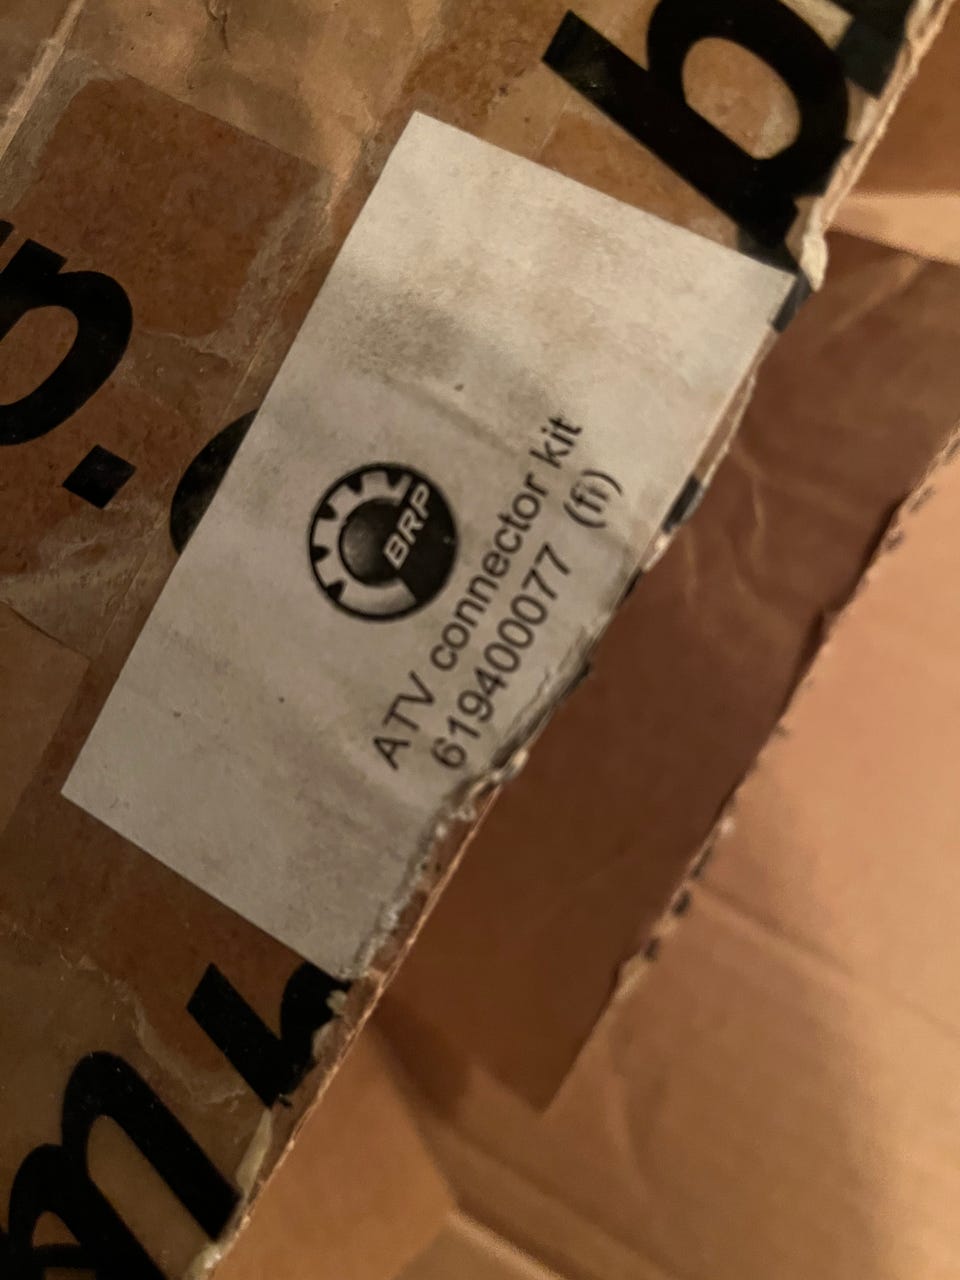 BRP
ATV connector kit
619400077 (fi)